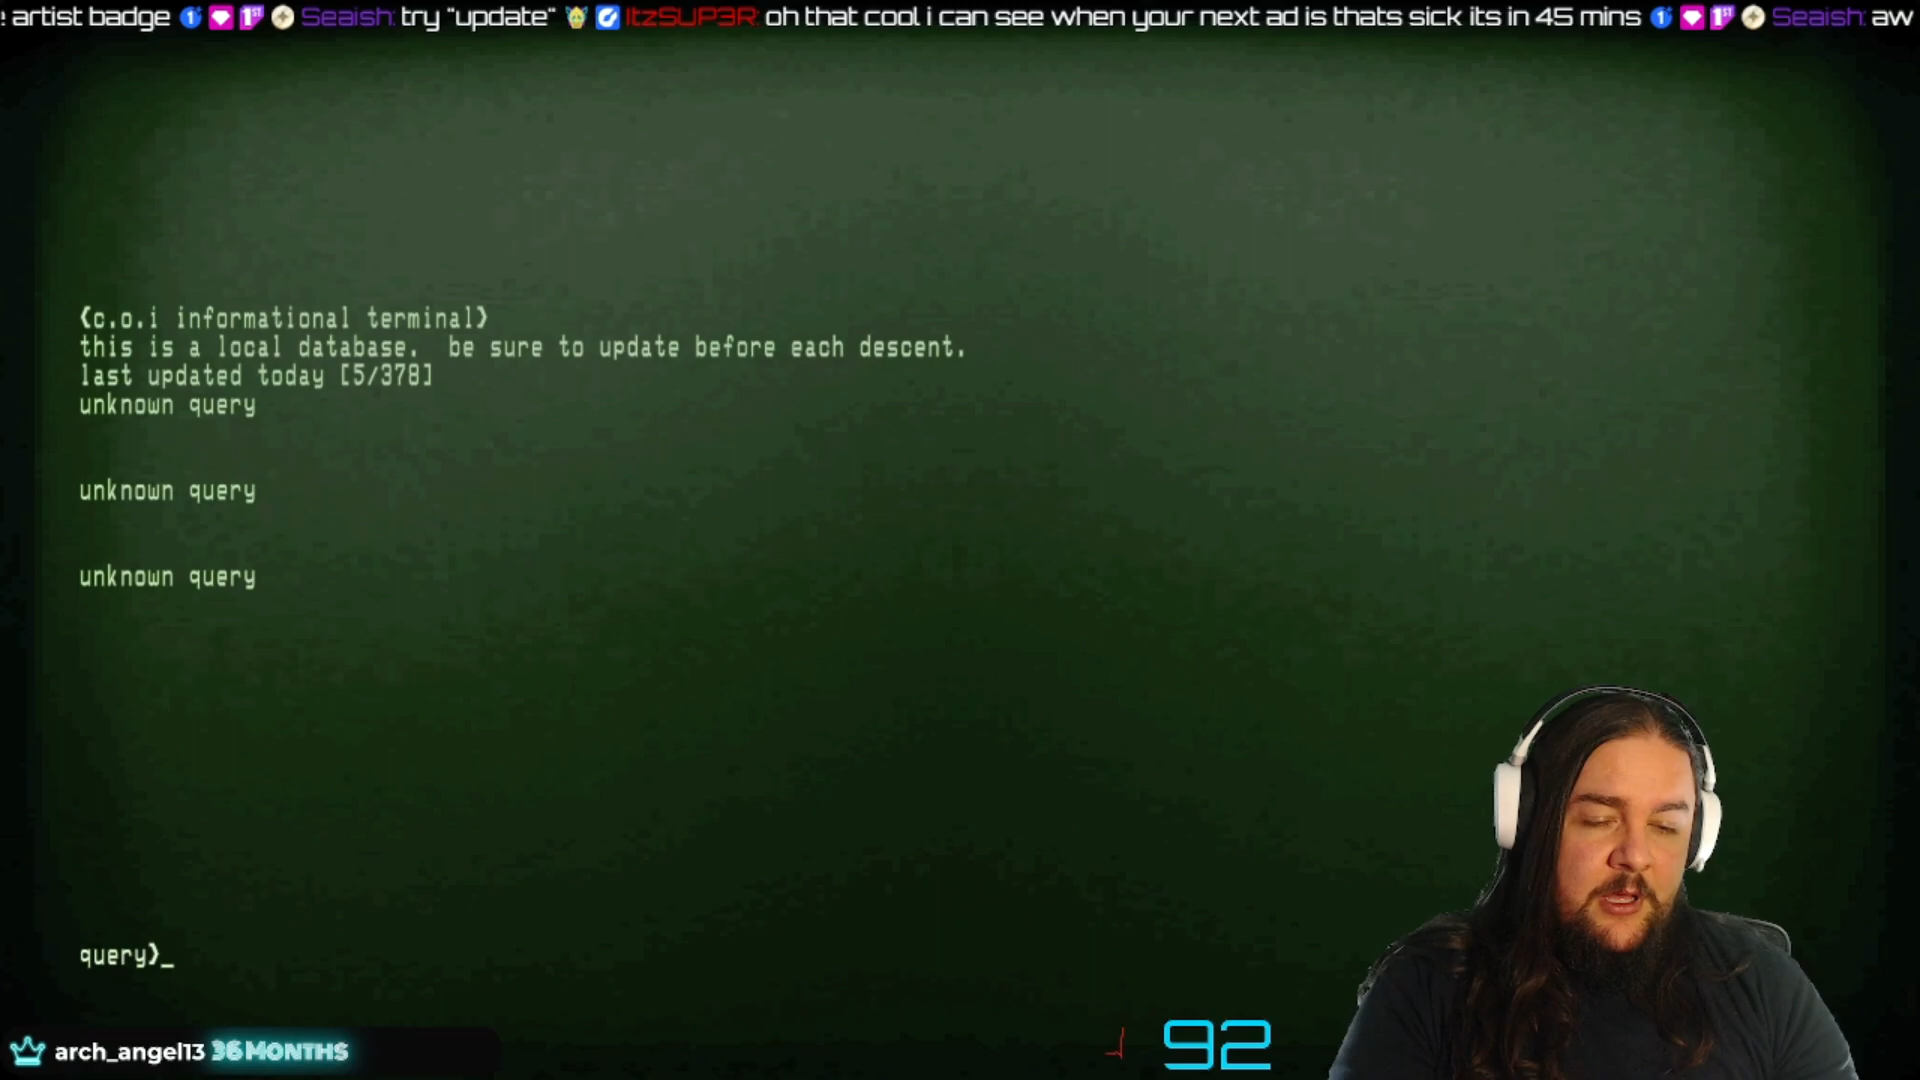 ! artist badge Seaish: try "update" ItzSUP3R: oh that cool i can see when your next ad is thats sick its in 45 mins Seaish: aw
{c.o.i informational terminal}
this is a local database. be sure to update before each descent.
last updated today [5/378]
unknown query
unknown query
unknown query
query}_
arch_angel13 36 MONTHS
92